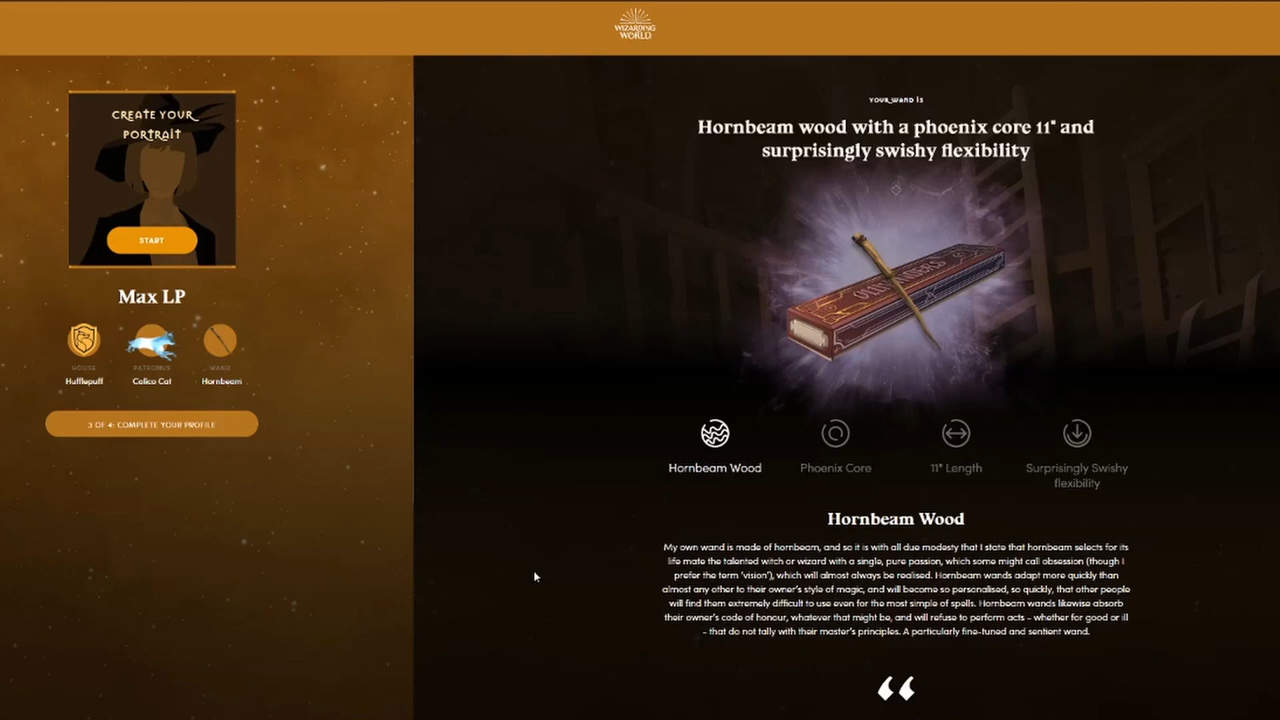 WIZARDING
WORLD
CREATE YOUR
PORTRAIT
START
Max LP
HOUSE
PATRONUS
WAND
Hufflepuff
Calico Cat
Hornbeam
3 OF 4: COMPLETE YOUR PROFILE
YOUR WAND IS
Hornbeam wood with a phoenix core 11" and
surprisingly swishy flexibility
OLLIVANDERS
Hornbeam Wood
Phoenix Core
11" Length
Surprisingly Swishy
flexibility
Hornbeam Wood
My own wand is made of hornbeam, and so it is with all due modesty that I state that hornbeam selects for its
life mate the talented witch or wizard with a single, pure passion, which some might call obsession (though I
prefer the term 'vision'), which will almost always be realised. Hornbeam wands adapt more quickly than
almost any other to their owner's style of magic, and will become so personalised, so quickly, that other people
will find them extremely difficult to use even for the most simple of spells. Hornbeam wands likewise absorb
their owner's code of honour, whatever that might be, and will refuse to perform acts - whether for good or ill
- that do not tally with their master's principles. A particularly fine-tuned and sentient wand.
“